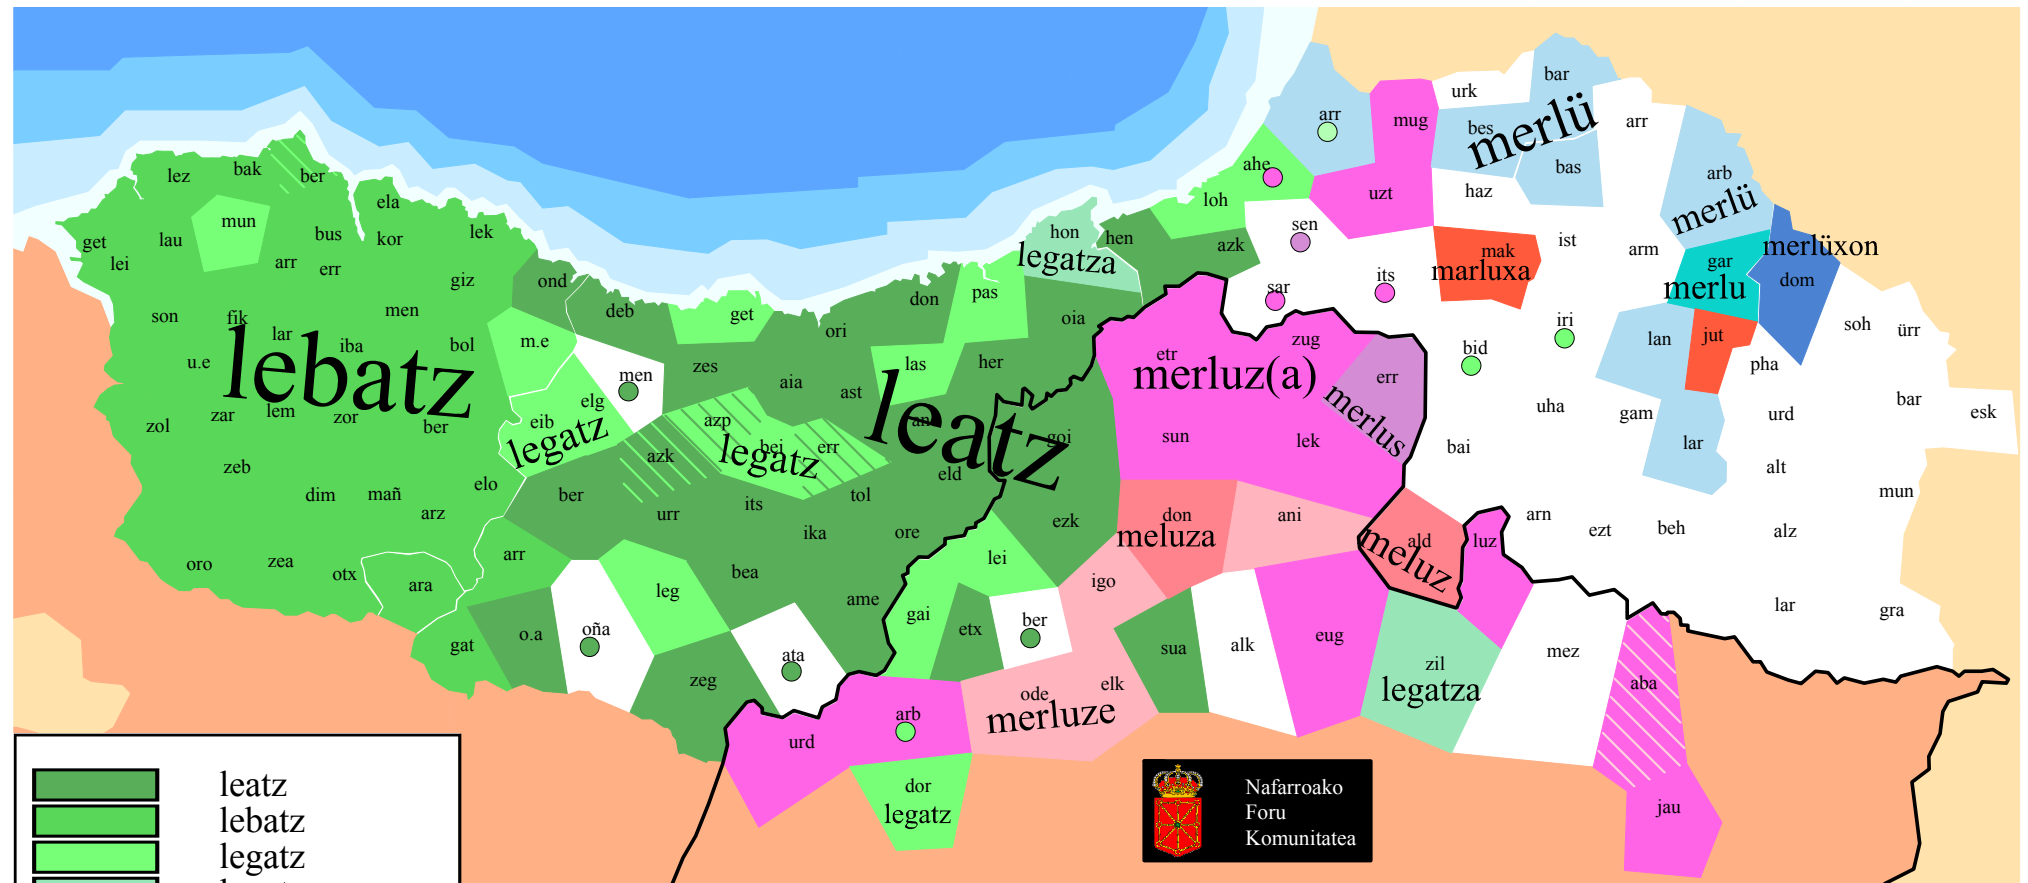 bar
urk
arr
mug
bes
merlü
arr
bak
ber
lez
ahe
bas
arb
uzt
haz
loh
merlü
ela
mun
lek
bus
kor
hon
hen
sen
get
lau
azk
ist
arm
merlüxon
lei
arr
err
legatza
mak
marluxa
gar
dom
giz
ond
its
merlu
sar
don
pas
son
fik
men
deb
get
oia
iri
soh
ürr
lar
ori
zug
lan
jut
iba
bol
m.e
etr
bid
u.e
zes
las
her
pha
lebatz
men
aia
merluz(a)
err
ast
elg
uha
bar
zar
lem
zor
eib
azp
leatz
merlus
gam
urd
esk
zol
ber
legatz
bei
err
goi
sun
lek
bai
lar
zeb
azk
legatz
eld
alt
dim
mañ
elo
ber
its
tol
mun
arz
urr
ika
ore
ezk
don
ani
arn
ezt
beh
alz
meluza
ald
luz
meluz
oro
zea
otx
arr
bea
lei
ara
leg
ame
igo
gai
lar
gra
gat
o.a
oña
etx
ber
eug
sua
alk
zil
mez
ata
zeg
ode
elk
legatza
aba
merluze
arb
urd
dor
legatz
jau
Nafarroako
Foru
Komunitatea
leatz
lebatz
legatz